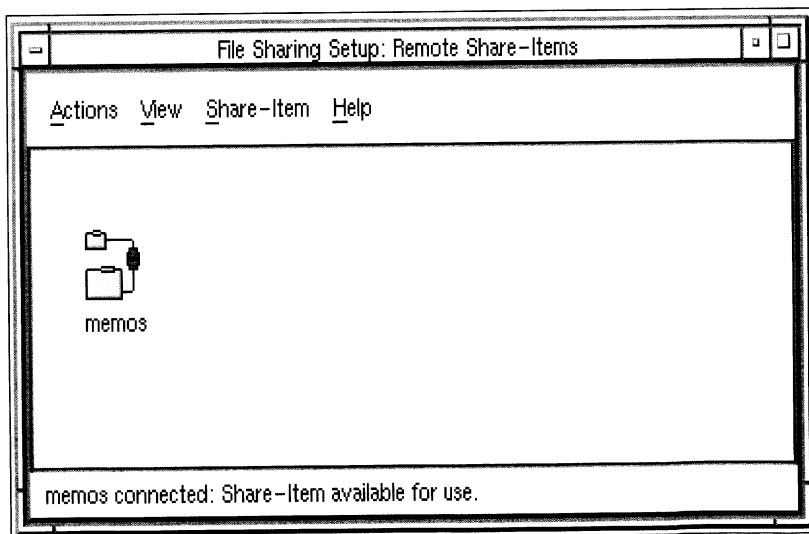 File Sharing Setup: Remote Share-Items
Actions View Share-Item Help
memos
memos connected: Share-Item available for use.